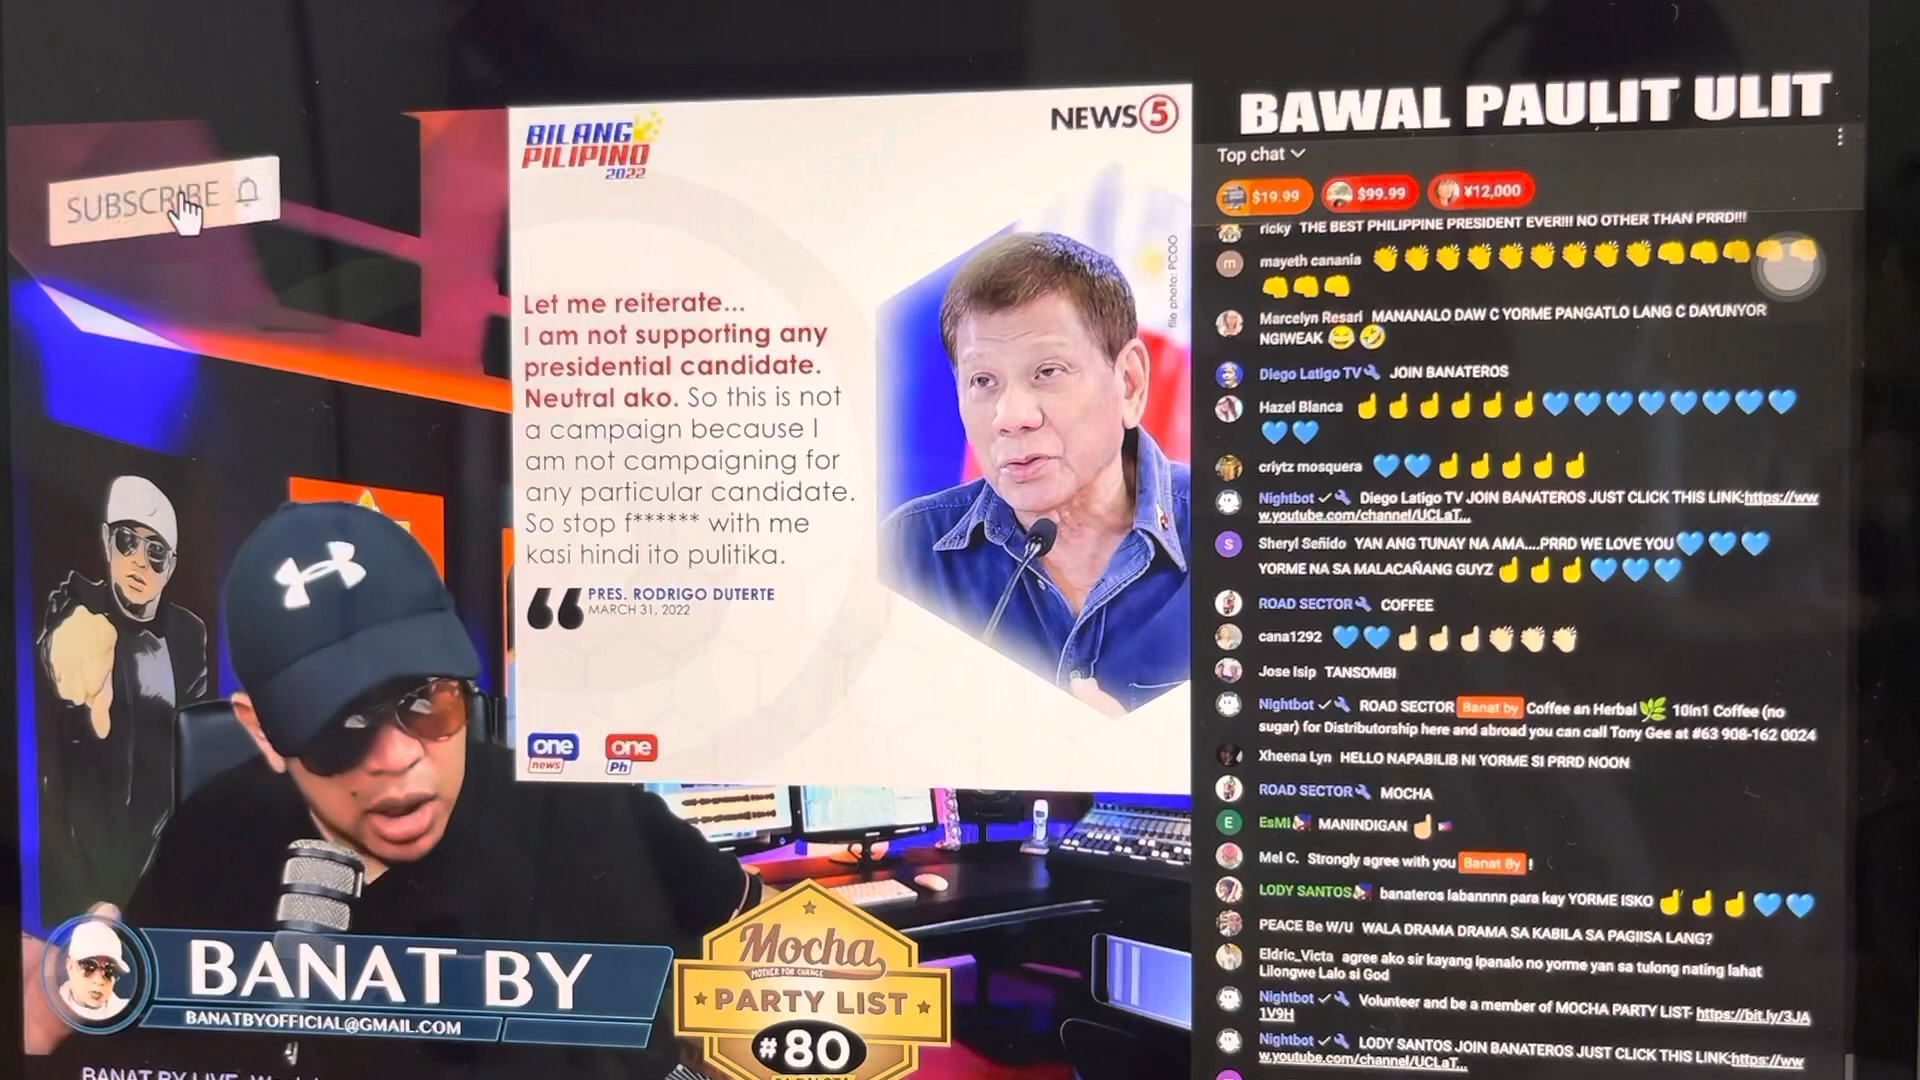 SUBSCRIBE
BILANG
PILIPINO
2022
NEWS 5
file photo: PCOO
Let me reiterate...
I am not supporting any
presidential candidate.
Neutral ako. So this is not
a campaign because I
am not campaigning for
any particular candidate.
So stop f****** with me
kasi hindi ito pulitika.
PRES. RODRIGO DUTERTE
MARCH 31, 2022
one
news
one
Ph
BANAT BY
BANATBYOFFICIAL@GMAIL.COM
Mocha
MOTHER FOR CHANGE
PARTY LIST
#80
BANAT BY LIVE
BAWAL PAULIT ULIT
Top chat
$19.99 $99.99 ¥12,000
ricky THE BEST PHILIPPINE PRESIDENT EVER!!! NO OTHER THAN PRRD!!!
m mayeth canania 👏👏👏👏👏👏👏👏👏👊👊👊👊👊
👊👊👊
Marcelyn Resari MANANALO DAW C YORME PANGATLO LANG C DAYUNYOR
NGIWEAK 😂🤣
Diego Latigo TV JOIN BANATEROS
Hazel Blanca ☝☝☝☝☝☝💙💙💙💙💙💙💙💙
💙💙
criytz mosquera 💙💙☝☝☝☝☝
Nightbot Diego Latigo TV JOIN BANATEROS JUST CLICK THIS LINK:https://ww
w.youtube.com/channel/UCLaT...
S Sheryl Señido YAN ANG TUNAY NA AMA....PRRD WE LOVE YOU💙💙💙
YORME NA SA MALACAÑANG GUYZ ☝☝☝💙💙💙
ROAD SECTOR COFFEE
cana1292 💙💙☝☝☝👏👏👏
Jose Isip TANSOMBI
Nightbot ROAD SECTOR Banat by Coffee an Herbal🌿 10in1 Coffee (no
sugar) for Distributorship here and abroad you can call Tony Gee at #63 908-162 0024
Xheena Lyn HELLO NAPABILIB NI YORME SI PRRD NOON
ROAD SECTOR MOCHA
E EsMi MANINDIGAN ☝🇵🇭
Mel C. Strongly agree with you Banat By !
LODY SANTOS banateros labannnn para kay YORME ISKO ☝☝☝💙💙
PEACE Be W/U WALA DRAMA DRAMA SA KABILA SA PAGIISA LANG?
Eldric_Victa agree ako sir kayang ipanalo no yorme yan sa tulong nating lahat
Lilongwe Lalo si God
Nightbot Volunteer and be a member of MOCHA PARTY LIST- https://bit.ly/3JA
1V9H
Nightbot LODY SANTOS JOIN BANATEROS JUST CLICK THIS LINK:https://ww
w.youtube.com/channel/UCLaT...